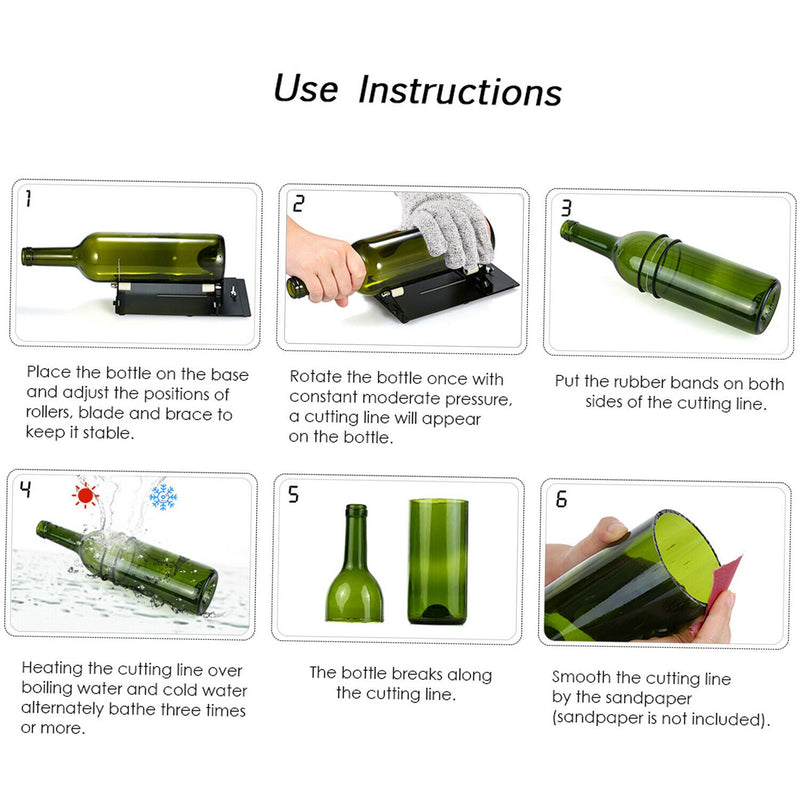 Use Instructions
1
Place the bottle on the base
and adjust the positions of
rollers, blade and brace to
keep it stable.
2
Rotate the bottle once with
constant moderate pressure,
a cutting line will appear
on the bottle.
3
Put the rubber bands on both
sides of the cutting line.
4
Heating the cutting line over
boiling water and cold water
alternately bathe three times
or more.
5
The bottle breaks along
the cutting line.
6
Smooth the cutting line
by the sandpaper
(sandpaper is not included).